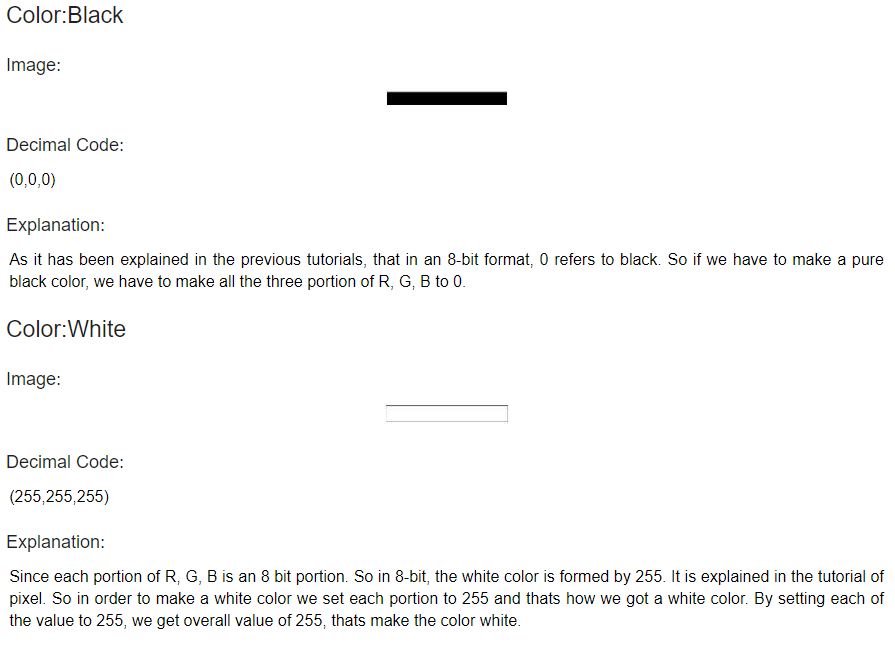 Color:Black
Image:
Decimal Code:
(0,0,0)
Explanation:
As it has been explained in the previous tutorials, that in an 8-bit format, 0 refers to black. So if we have to make a pure
black color, we have to make all the three portion of R, G, B to 0.
Color:White
Image:
Decimal Code:
(255,255,255)
Explanation:
Since each portion of R, G, B is an 8 bit portion. So in 8-bit, the white color is formed by 255. It is explained in the tutorial of
pixel. So in order to make a white color we set each portion to 255 and thats how we got a white color. By setting each of
the value to 255, we get overall value of 255, thats make the color white.